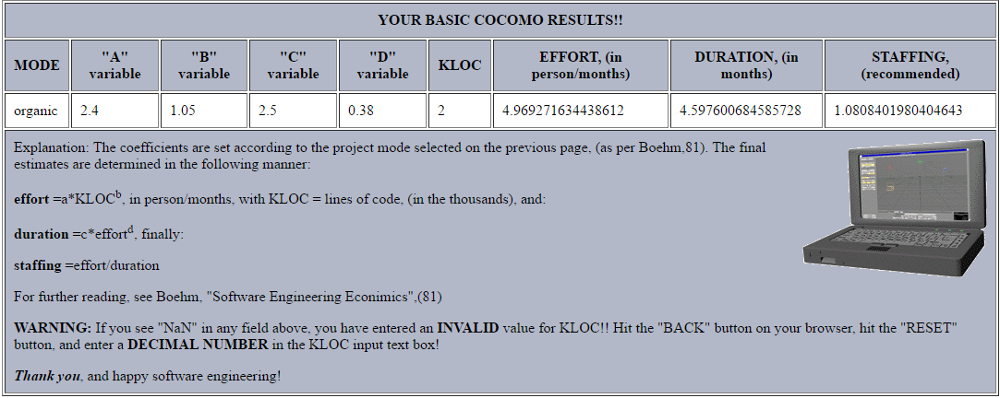 YOUR BASIC COCOMO RESULTS!!
MODE "A" variable "B" variable "C" variable "D" variable KLOC EFFORT, (in person/months) DURATION, (in months) STAFFING, (recommended)
organic 2.4 1.05 2.5 0.38 2 4.969271634438612 4.597600684585728 1.0808401980404643
Explanation: The coefficients are set according to the project mode selected on the previous page, (as per Boehm,81). The final
estimates are determined in the following manner:
effort =a*KLOCb, in person/months, with KLOC = lines of code, (in the thousands), and:
duration =c*effortd, finally:
staffing =effort/duration
For further reading, see Boehm, "Software Engineering Econimics",(81)
WARNING: If you see "NaN" in any field above, you have entered an INVALID value for KLOC!! Hit the "BACK" button on your browser, hit the "RESET"
button, and enter a DECIMAL NUMBER in the KLOC input text box!
Thank you, and happy software engineering!